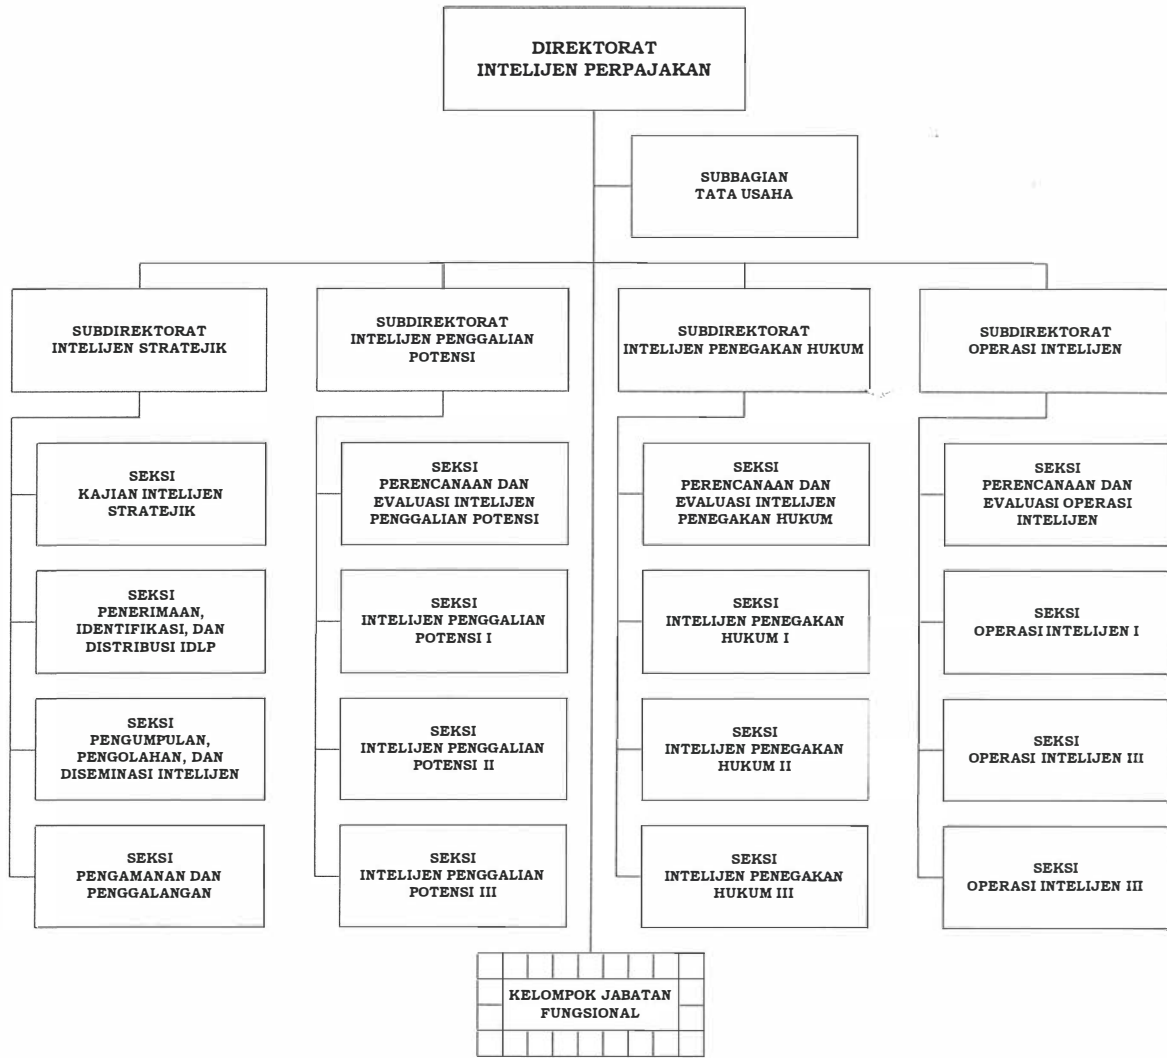 DIREKTORAT
INTELIJEN PERPAJAKAN
SUBBAGIAN
TATA USAHA
SUBDIREKTORAT
INTELIJEN STRATEJIK
SUBDIREKTORAT
INTELIJEN PENGGALIAN
POTENSI
SUBDIREKTORAT
INTELIJEN PENEGAKAN HUKUM
SUBDIREKTORAT
OPERASI INTELIJEN
SEKSI
KAJIAN INTELIJEN
STRATEJIK
SEKSI
PERENCANAAN DAN
EVALUASI INTELIJEN
PENGGALIAN POTENSI
SEKSI
PERENCANAAN DAN
EVALUASI INTELIJEN
PENEGAKAN HUKUM
SEKSI
PERENCANAAN DAN
EVALUASI OPERASI
INTELIJEN
SEKSI
PENERIMAAN,
IDENTIFIKASI, DAN
DISTRIBUSI IDLP
SEKSI
INTELIJEN PENGGALIAN
POTENSI I
SEKSI
INTELIJEN PENEGAKAN
HUKUM I
SEKSI
OPERASI INTELIJEN I
SEKSI
PENGUMPULAN,
PENGOLAHAN, DAN
DISEMINASI INTELIJEN
SEKSI
INTELIJEN PENGGALIAN
POTENSI II
SEKSI
INTELIJEN PENEGAKAN
HUKUM II
SEKSI
OPERASI INTELIJEN III
SEKSI
PENGAMANAN DAN
PENGGALANGAN
SEKSI
INTELIJEN PENGGALIAN
POTENSI III
SEKSI
INTELIJEN PENEGAKAN
HUKUM III
SEKSI
OPERASI INTELIJEN III
KELOMPOK JABATAN
FUNGSIONAL